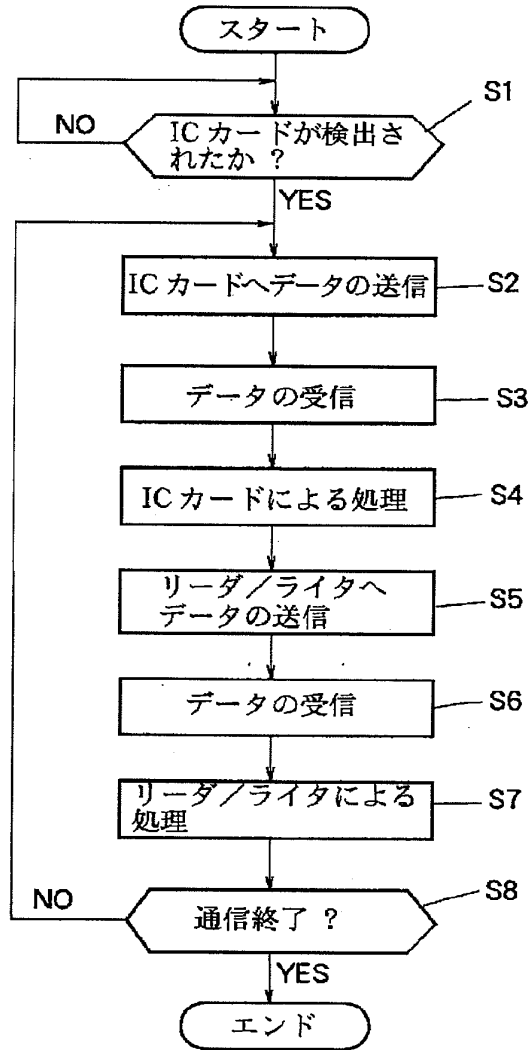 スタート
S1
NO
ICカードが検出さ
れたか ?
YES
ICカードへデータの送信
S2
データの受信
S3
ICカードによる処理
S4
リーダ/ライタへ
データの送信
S5
データの受信
S6
リーダ/ライタによる
処理
S7
S8
NO
通信終了 ?
YES
エンド